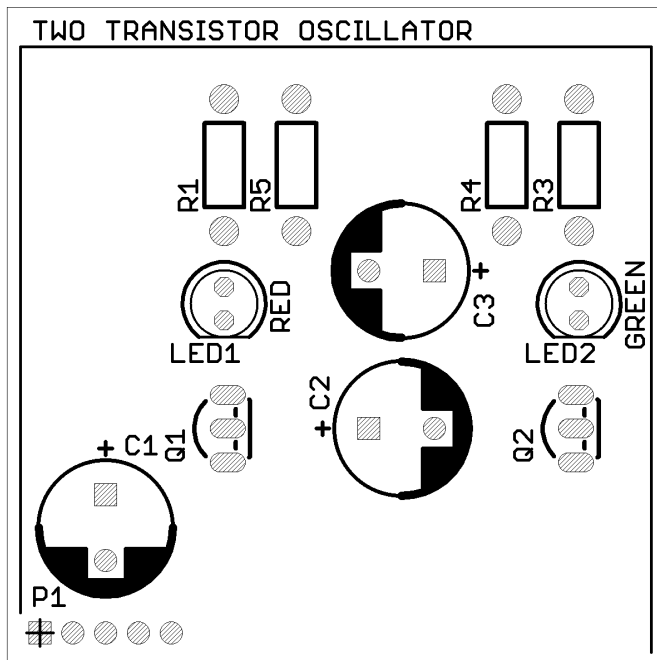 TWO TRANSISTOR OSCILLATOR
R1
R5
R4
R3
RED
+
C3
GREEN
LED1
LED2
C2
+
Q1
Q2
+ C1
P1